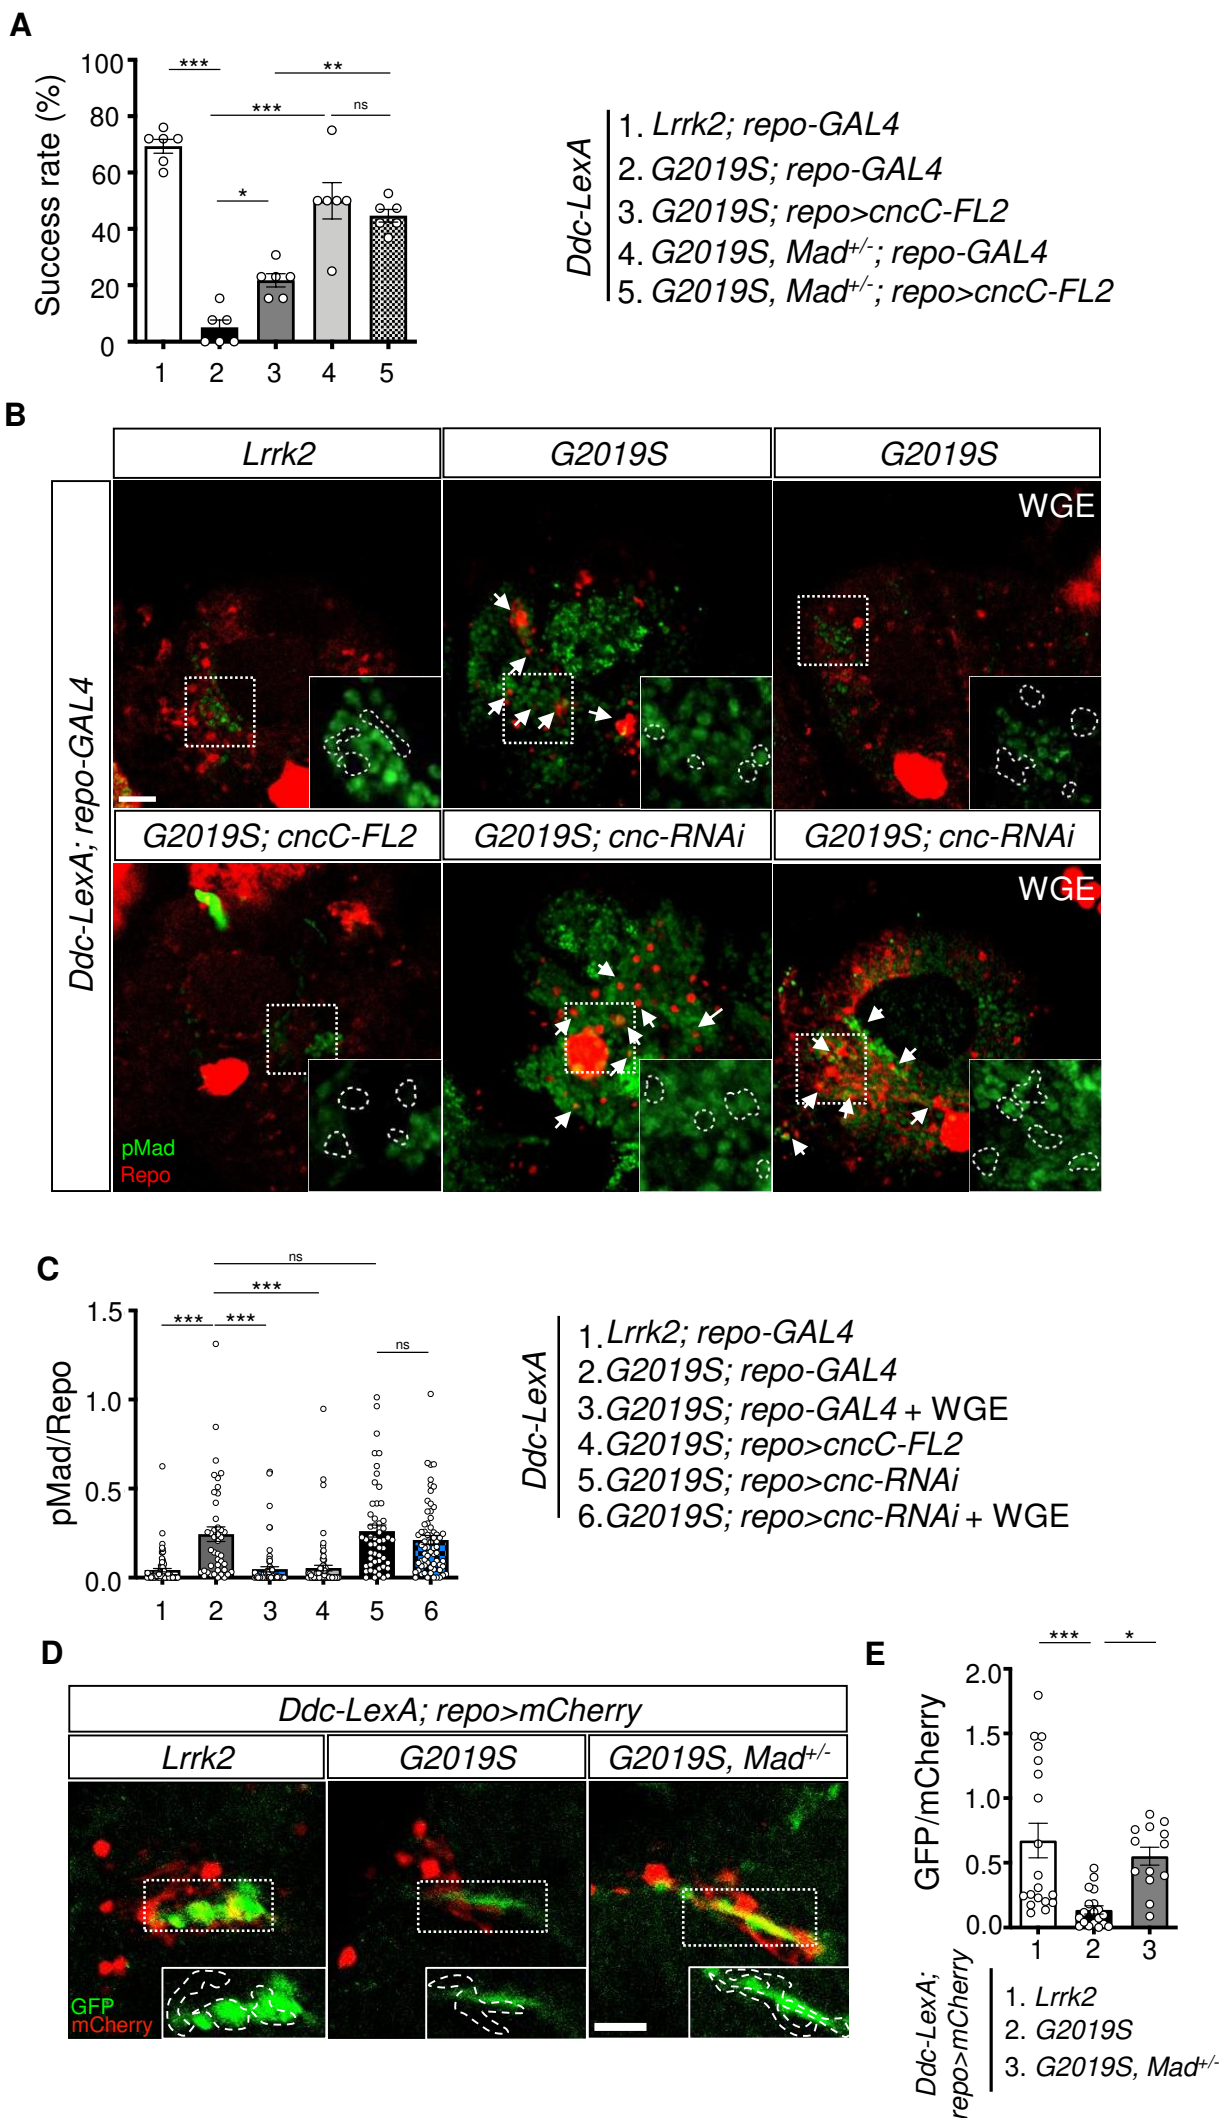 A
Success rate (%)
100
80
60
40
20
0
***
**
***
ns
*
1 2 3 4 5
Ddc-LexA
1. Lrrk2; repo-GAL4
2. G2019S; repo-GAL4
3. G2019S; repo>cncC-FL2
4. G2019S, Mad+/-; repo-GAL4
5. G2019S, Mad+/-; repo>cncC-FL2
B
Ddc-LexA; repo-GAL4
Lrrk2 G2019S G2019S
WGE
G2019S; cncC-FL2 G2019S; cnc-RNAi G2019S; cnc-RNAi
WGE
pMad
Repo
C
pMad/Repo
1.5
1.0
0.5
0.0
ns
***
*** ***
ns
1 2 3 4 5 6
Ddc-LexA
1. Lrrk2; repo-GAL4
2. G2019S; repo-GAL4
3. G2019S; repo-GAL4 + WGE
4. G2019S; repo>cncC-FL2
5. G2019S; repo>cnc-RNAi
6. G2019S; repo>cnc-RNAi + WGE
D
Ddc-LexA; repo>mCherry
Lrrk2 G2019S G2019S, Mad+/-
GFP
mCherry
E
GFP/mCherry
2.0
1.5
1.0
0.5
0.0
*** *
1 2 3
Ddc-LexA;
repo>mCherry
1. Lrrk2
2. G2019S
3. G2019S, Mad+/-